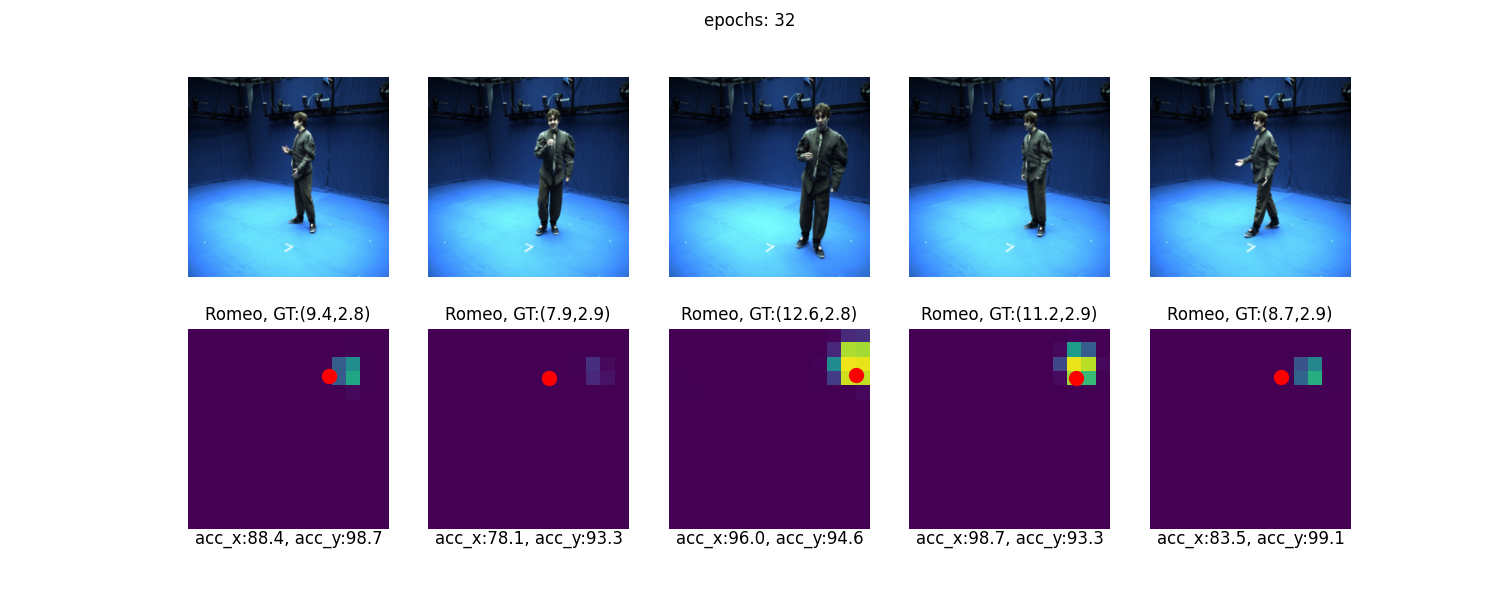 epochs: 32
Romeo, GT:(9.4,2.8)
Romeo, GT:(7.9,2.9)
Romeo, GT:(12.6,2.8)
Romeo, GT:(11.2,2.9)
Romeo, GT:(8.7,2.9)
acc_x:88.4, acc_y:98.7
acc_x:78.1, acc_y:93.3
acc_x:96.0, acc_y:94.6
acc_x:98.7, acc_y:93.3
acc_x:83.5, acc_y:99.1